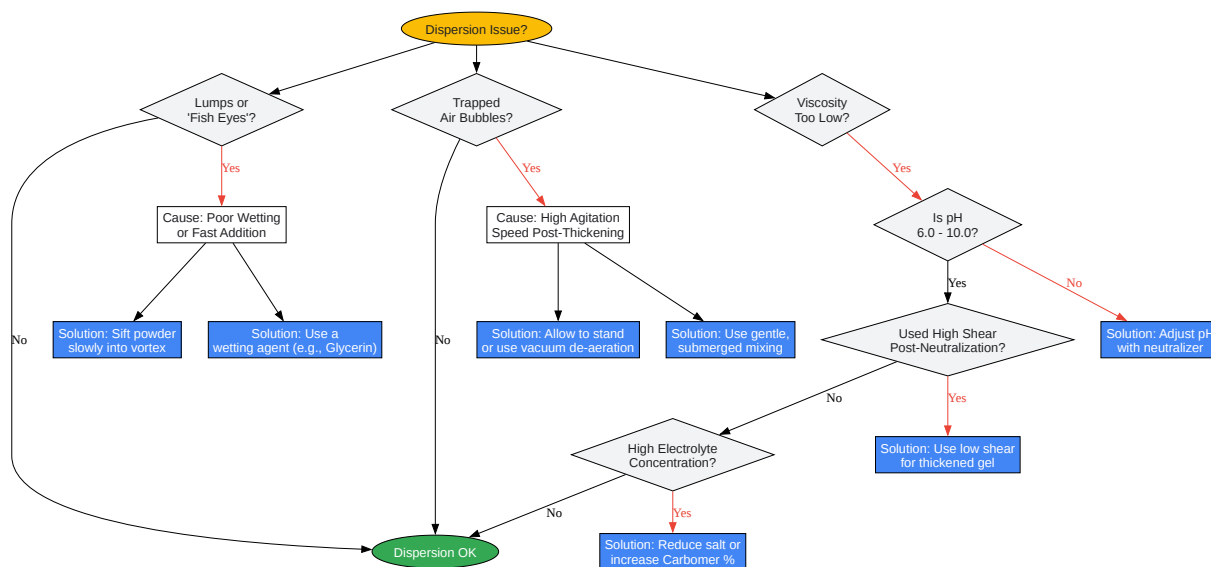 Dispersion Issue?
Lumps or
'Fish Eyes'?
Trapped
Air Bubbles?
Viscosity
Too Low?
Yes
Yes
Yes
Cause: Poor Wetting
or Fast Addition
Cause: High Agitation
Speed Post-Thickening
Is pH
6.0 - 10.0?
Yes
No
No
No
Solution: Sift powder
slowly into vortex
Solution: Use a
wetting agent (e.g., Glycerin)
Solution: Allow to stand
or use vacuum de-aeration
Solution: Use gentle,
submerged mixing
Used High Shear
Post-Neutralization?
Solution: Adjust pH
with neutralizer
No
Yes
High Electrolyte
Concentration?
Solution: Use low shear
for thickened gel
No
Yes
Dispersion OK
Solution: Reduce salt or
increase Carbomer %